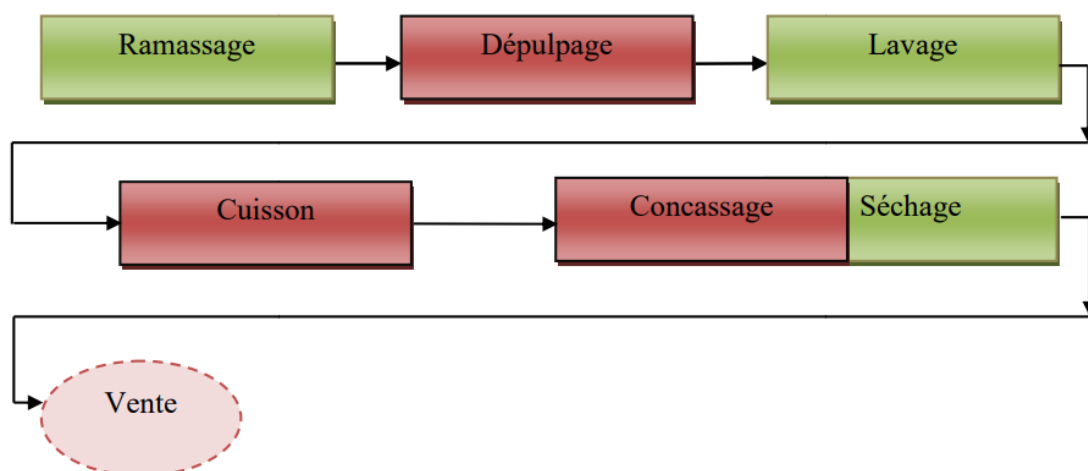 Ramassage
Dépulpage
Lavage
Cuisson
Concassage
Séchage
Vente